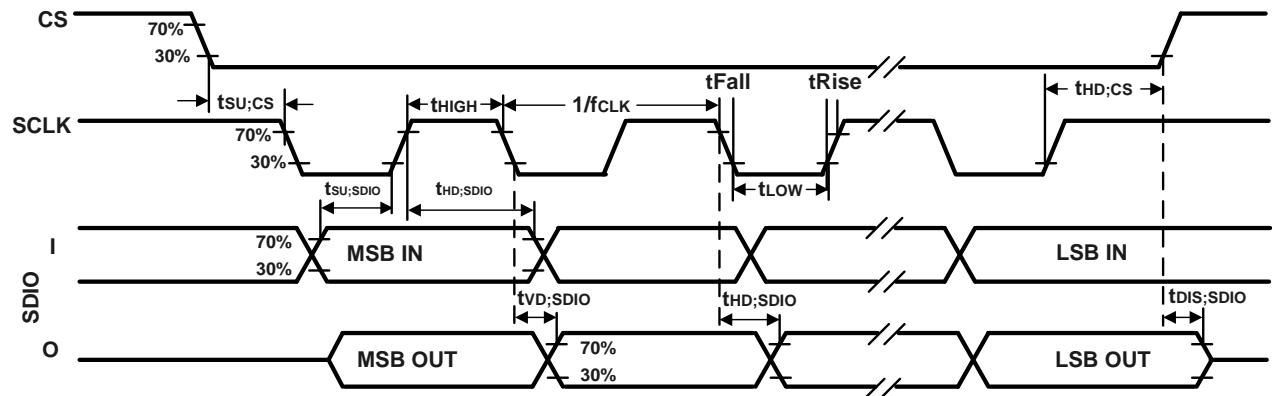 CS
70%
30%
tFall
tRise
tSU;CS
tHIGH
1/fCLK
tHD;CS
SCLK
70%
30%
tSU;SDIO
tHD;SDIO
tLOW
SDIO
I
70%
30%
MSB IN
LSB IN
tVD;SDIO
tHD;SDIO
tDIS;SDIO
O
MSB OUT
70%
30%
LSB OUT